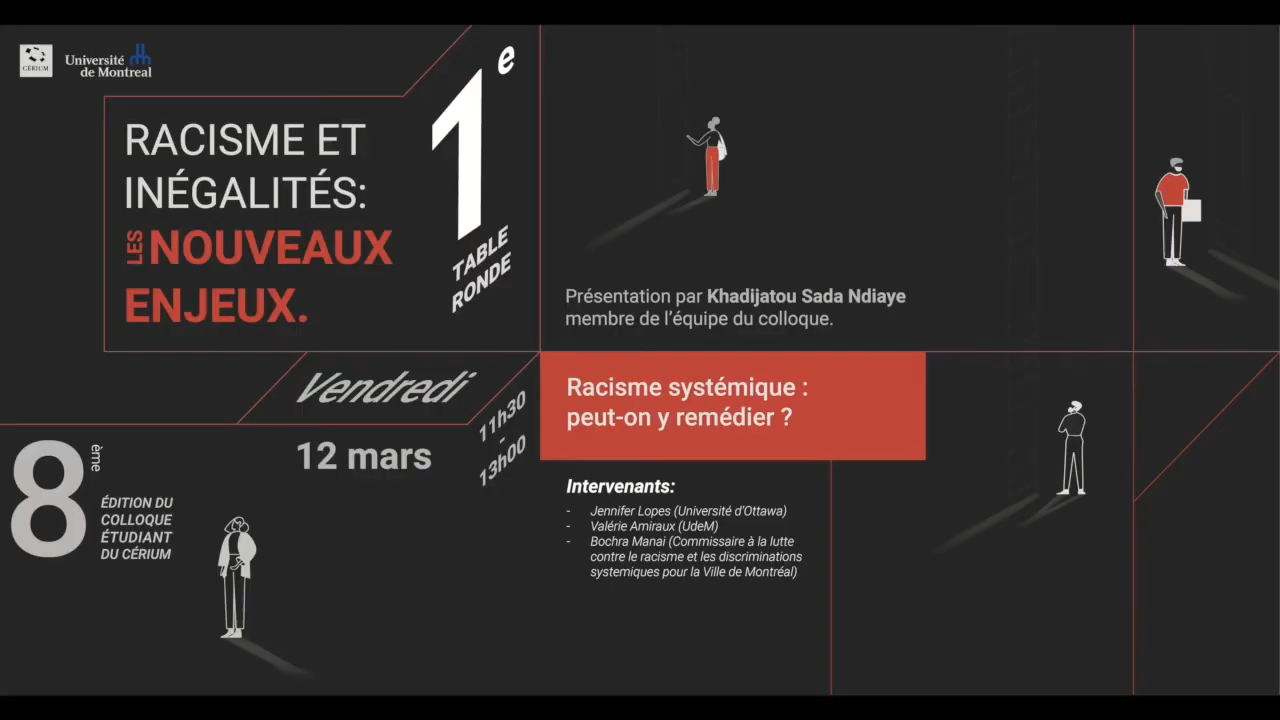 CÉRIUM
Université
de Montreal
RACISME ET
INÉGALITÉS:
LES NOUVEAUX
ENJEUX.
1e
TABLE
RONDE
Présentation par Khadijatou Sada Ndiaye
membre de l'équipe du colloque.
Vendredi
12 mars
11h30
-
13h00
Racisme systémique :
peut-on y remédier ?
8ème
ÉDITION DU
COLLOQUE
ÉTUDIANT
DU CÉRIUM
Intervenants:
- Jennifer Lopes (Université d'Ottawa)
- Valérie Amiraux (UdeM)
- Bochra Manai (Commissaire à la lutte
contre le racisme et les discriminations
systemiques pour la Ville de Montréal)